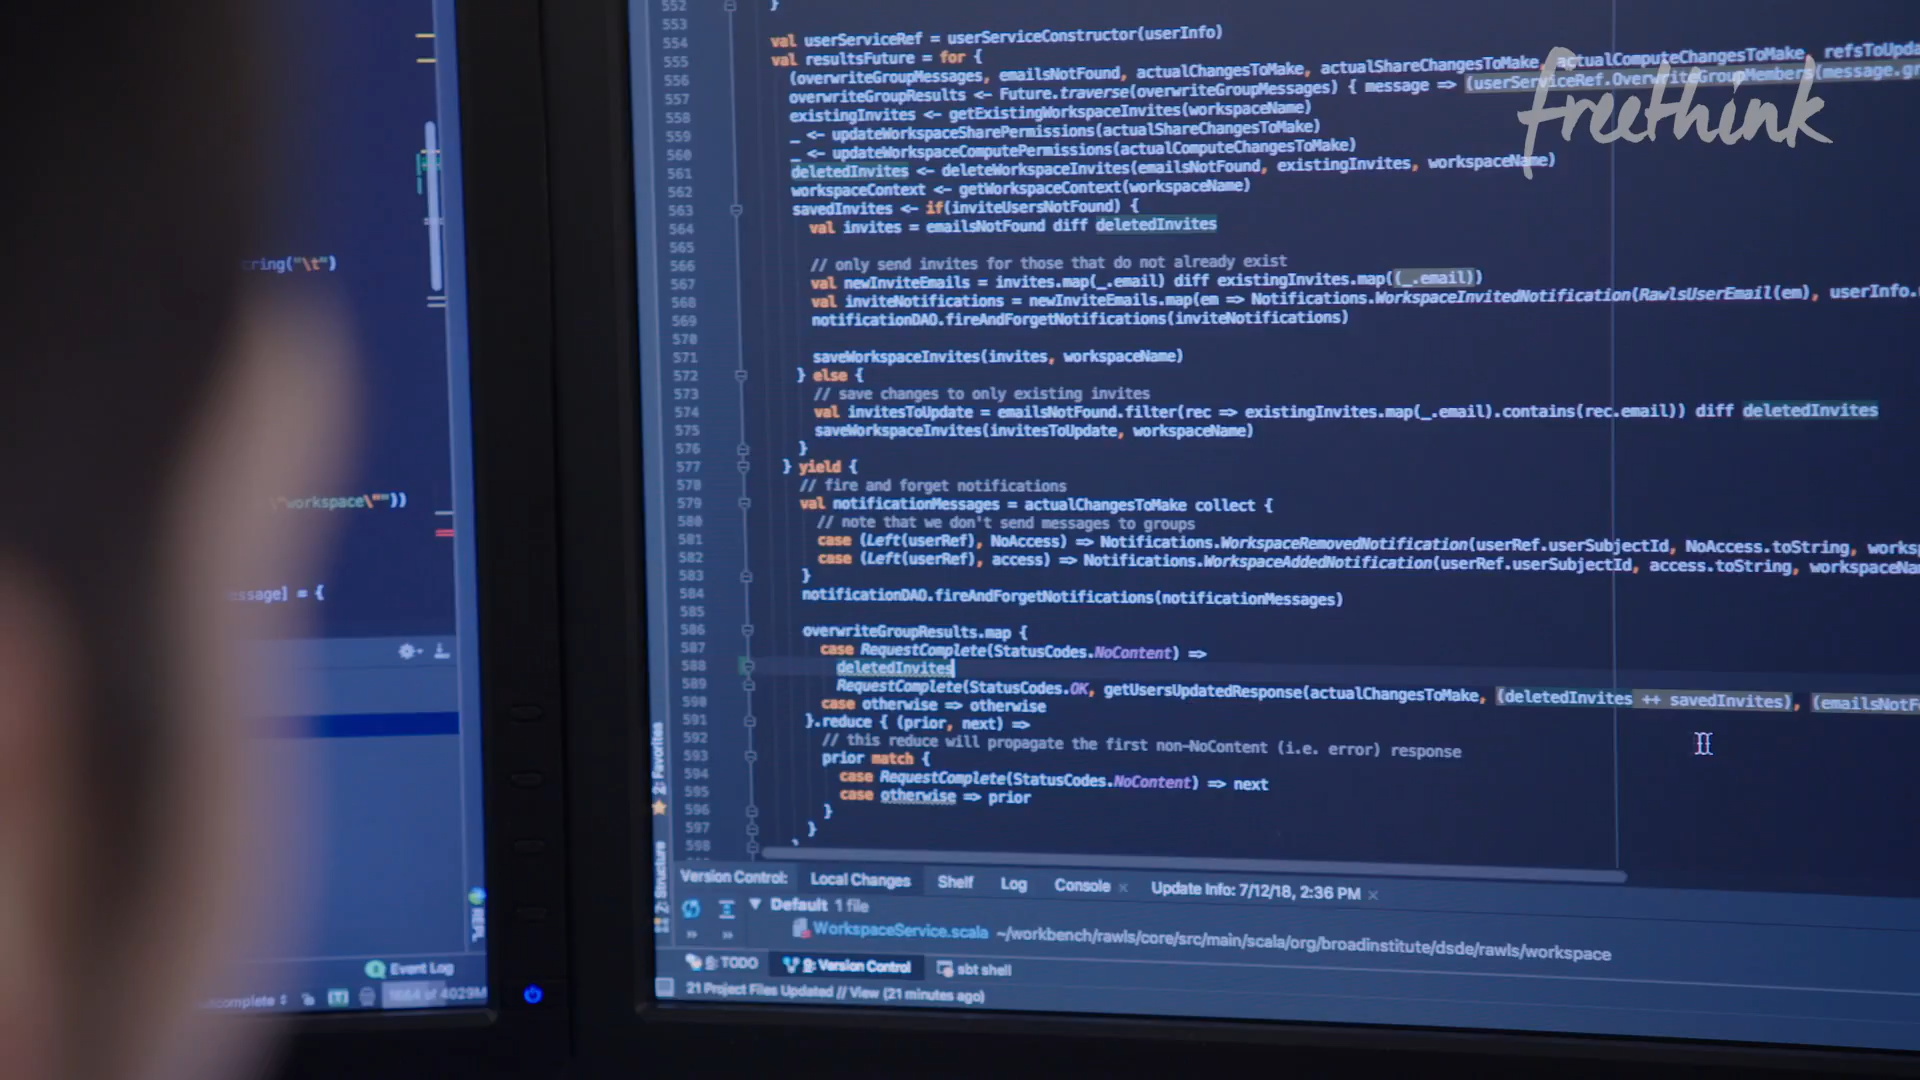 freethink
cring("\t")
\"workspace\""))
essage] = {
Event Log
of 4029M
552 }
553
554 val userServiceRef = userServiceConstructor(userInfo)
555 val resultsFuture = for {
556 (overwriteGroupMessages, emailsNotFound, actualChangesToMake, actualShareChangesToMake, actualComputeChangesToMake, refsToUpda
557 overwriteGroupResults <- Future.traverse(overwriteGroupMessages) { message => (userServiceRef.OverwriteGroupMembers(message.gr
558 existingInvites <- getExistingWorkspaceInvites(workspaceName)
559 _ <- updateWorkspaceSharePermissions(actualShareChangesToMake)
560 _ <- updateWorkspaceComputePermissions(actualComputeChangesToMake)
561 deletedInvites <- deleteWorkspaceInvites(emailsNotFound, existingInvites, workspaceName)
562 workspaceContext <- getWorkspaceContext(workspaceName)
563 savedInvites <- if(inviteUsersNotFound) {
564 val invites = emailsNotFound diff deletedInvites
565
566 // only send invites for those that do not already exist
567 val newInviteEmails = invites.map(_.email) diff existingInvites.map((_.email))
568 val inviteNotifications = newInviteEmails.map(em => Notifications.WorkspaceInvitedNotification(RawlsUserEmail(em), userInfo.
569 notificationDAO.fireAndForgetNotifications(inviteNotifications)
570
571 saveWorkspaceInvites(invites, workspaceName)
572 } else {
573 // save changes to only existing invites
574 val invitesToUpdate = emailsNotFound.filter(rec => existingInvites.map(_.email).contains(rec.email)) diff deletedInvites
575 saveWorkspaceInvites(invitesToUpdate, workspaceName)
576 }
577 } yield {
578 // fire and forget notifications
579 val notificationMessages = actualChangesToMake collect {
580 // note that we don't send messages to groups
581 case (Left(userRef), NoAccess) => Notifications.WorkspaceRemovedNotification(userRef.userSubjectId, NoAccess.toString, worksp
582 case (Left(userRef), access) => Notifications.WorkspaceAddedNotification(userRef.userSubjectId, access.toString, workspaceNam
583 }
584 notificationDAO.fireAndForgetNotifications(notificationMessages)
585
586 overwriteGroupResults.map {
587 case RequestComplete(StatusCodes.NoContent) =>
588 deletedInvites
589 RequestComplete(StatusCodes.OK, getUsersUpdatedResponse(actualChangesToMake, (deletedInvites ++ savedInvites), (emailsNotF
590 case otherwise => otherwise
591 }.reduce { (prior, next) =>
592 // this reduce will propagate the first non-NoContent (i.e. error) response
593 prior match {
594 case RequestComplete(StatusCodes.NoContent) => next
595 case otherwise => prior
596 }
597 }
598
2: Favorites
Z: Structure
Version Control: Local Changes Shelf Log Console × Update Info: 7/12/18, 2:36 PM ×
Default 1 file
WorkspaceService.scala ~/workbench/rawls/core/src/main/scala/org/broadinstitute/dsde/rawls/workspace
6: TODO 9: Version Control sbt shell
21 Project Files Updated // View (21 minutes ago)